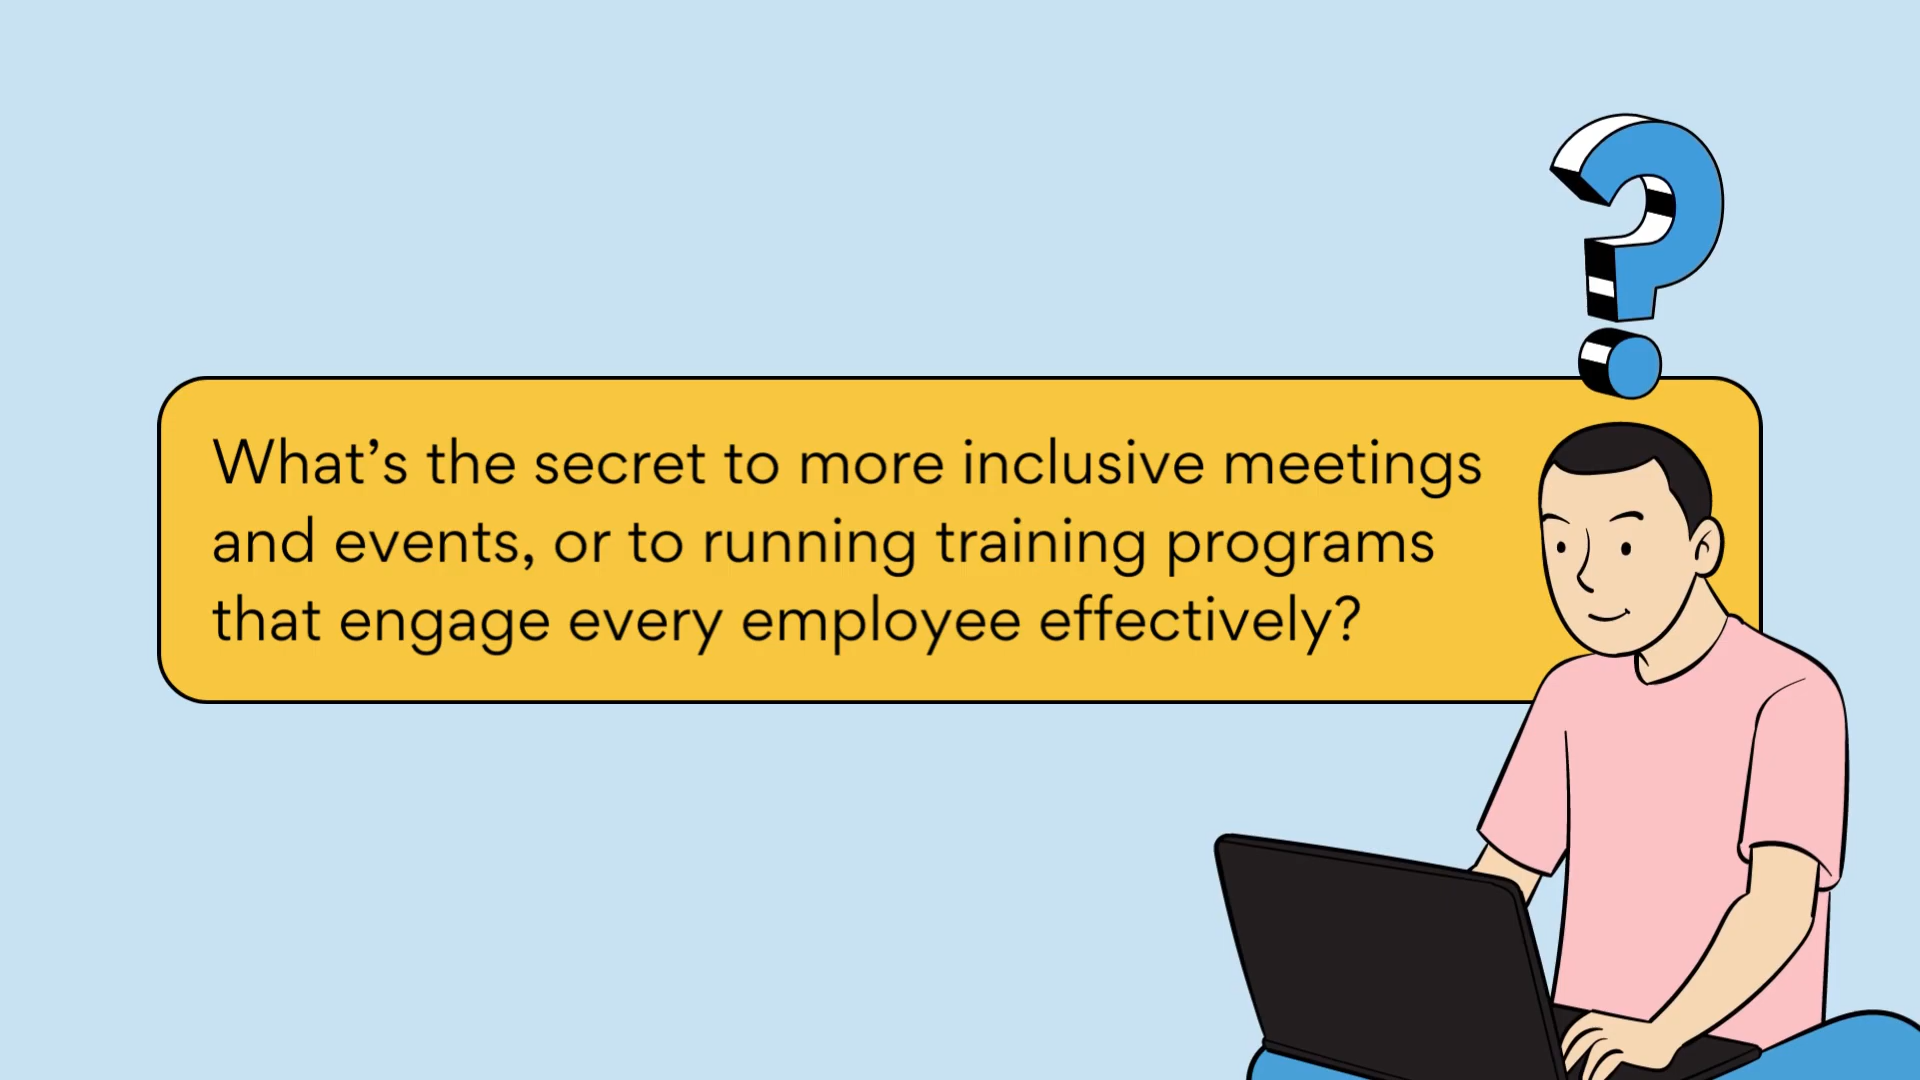 What’s the secret to more inclusive meetings
and events, or to running training programs
that engage every employee effectively?